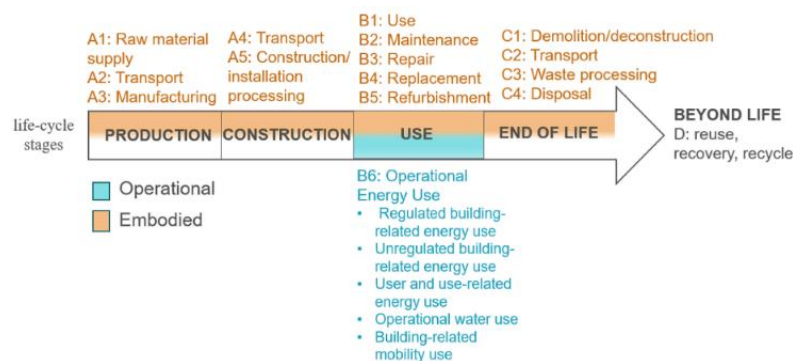 A1: Raw material
supply
A2: Transport
A3: Manufacturing
A4: Transport
A5: Construction/
installation
processing
B1: Use
B2: Maintenance
B3: Repair
B4: Replacement
B5: Refurbishment
C1: Demolition/deconstruction
C2: Transport
C3: Waste processing
C4: Disposal
life-cycle
stages
PRODUCTION
CONSTRUCTION
USE
END OF LIFE
BEYOND LIFE
D: reuse,
recovery, recycle
Operational
Embodied
B6: Operational
Energy Use
• Regulated building-
related energy use
• Unregulated building-
related energy use
• User and use-related
energy use
• Operational water use
• Building-related
mobility use